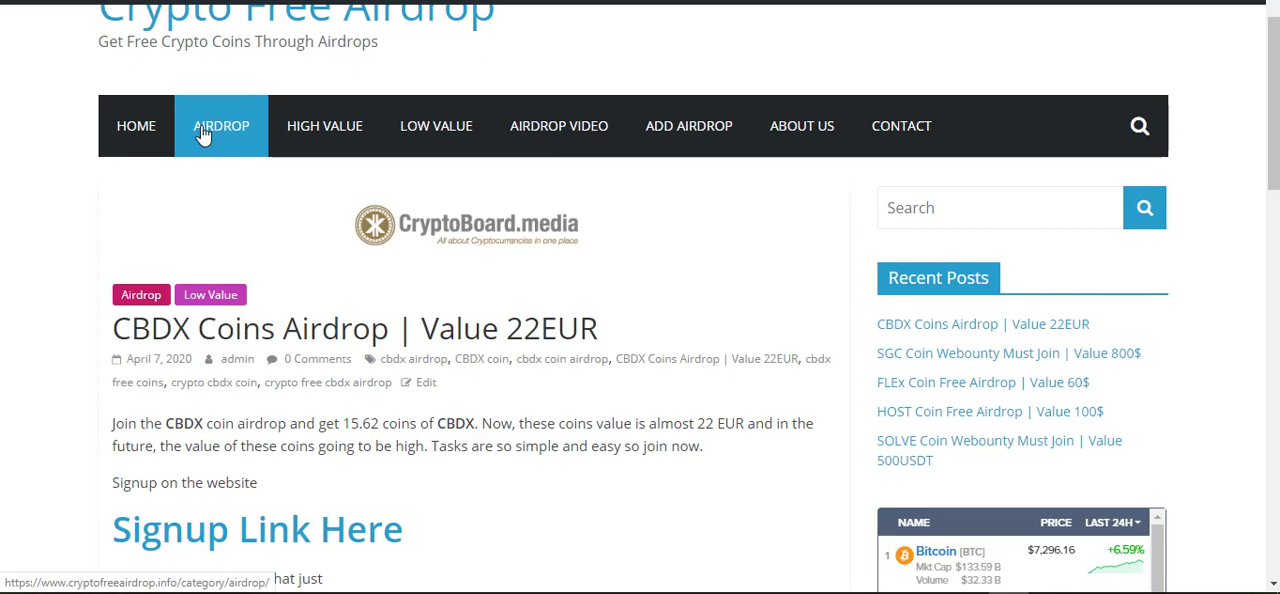 Crypto Free Airdrop
Get Free Crypto Coins Through Airdrops
HOME AIRDROP HIGH VALUE LOW VALUE AIRDROP VIDEO ADD AIRDROP ABOUT US CONTACT
CryptoBoard.media
All about Cryptocurrencies in one place
Search
Airdrop Low Value
CBDX Coins Airdrop | Value 22EUR
April 7, 2020 admin 0 Comments cbdx airdrop, CBDX coin, cbdx coin airdrop, CBDX Coins Airdrop | Value 22EUR, cbdx
free coins, crypto cbdx coin, crypto free cbdx airdrop Edit
Join the CBDX coin airdrop and get 15.62 coins of CBDX. Now, these coins value is almost 22 EUR and in the
future, the value of these coins going to be high. Tasks are so simple and easy so join now.
Signup on the website
Signup Link Here
hat just
https://www.cryptofreeairdrop.info/category/airdrop/
Recent Posts
CBDX Coins Airdrop | Value 22EUR
SGC Coin Webounty Must Join | Value 800$
FLEx Coin Free Airdrop | Value 60$
HOST Coin Free Airdrop | Value 100$
SOLVE Coin Webounty Must Join | Value
500USDT
NAME PRICE LAST 24H
1 Bitcoin [BTC] $7,296.16 +6.59%
Mkt Cap $133.59 B
Volume $32.33 B